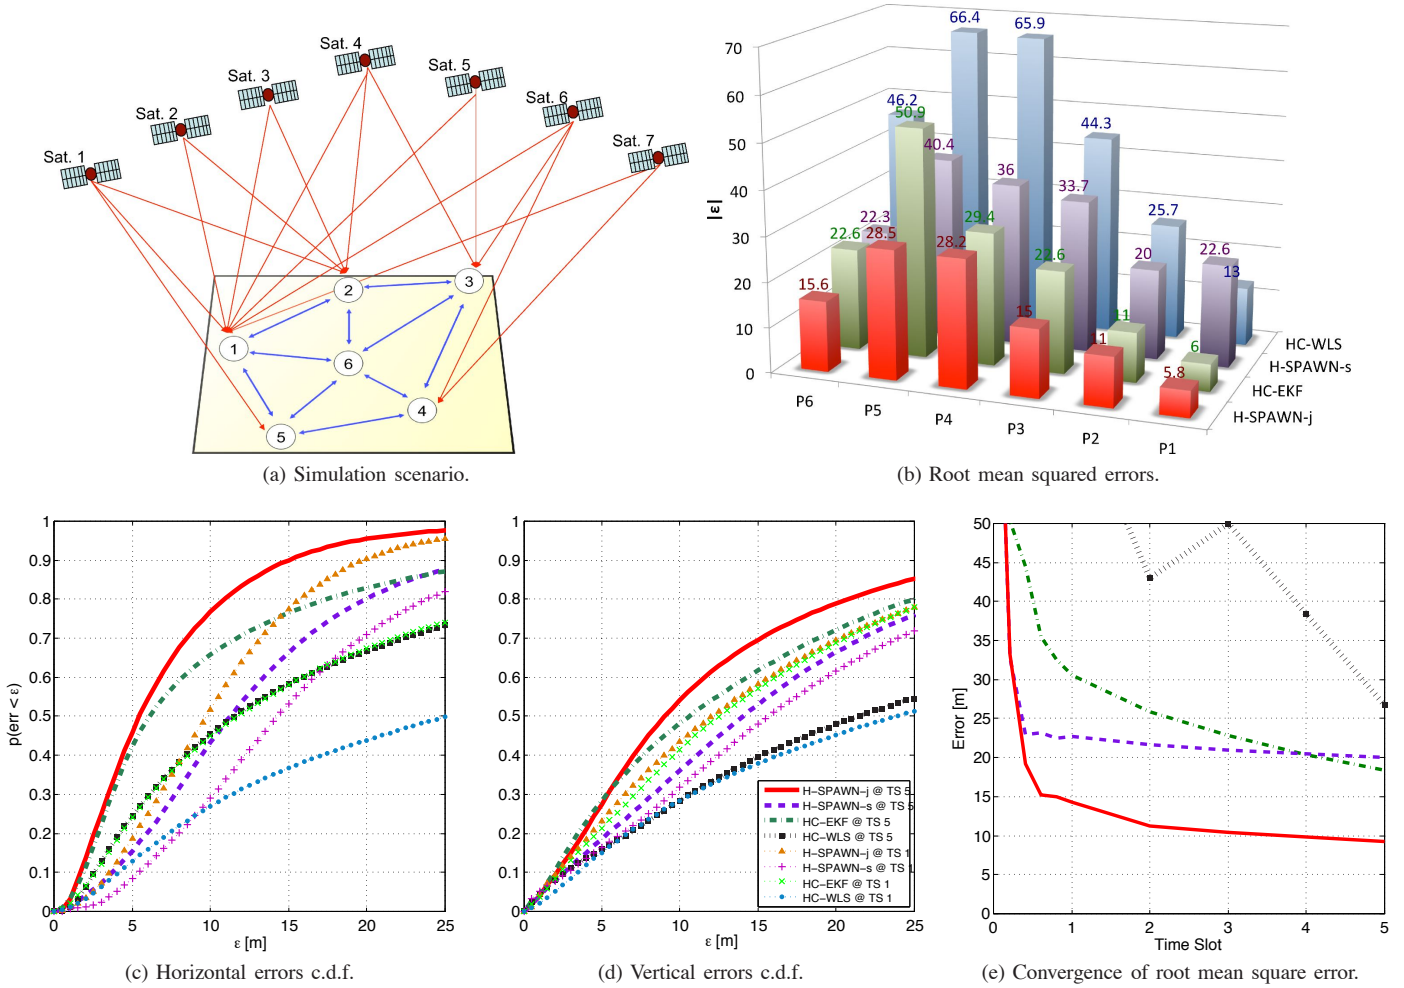 Sat. 1
Sat. 2
Sat. 3
Sat. 4
Sat. 5
Sat. 6
Sat. 7
1
2
3
4
5
6
(a) Simulation scenario.
|ε|
70
60
50
40
30
20
10
0
46.2
66.4
65.9
44.3
25.7
13
22.3
40.4
36
33.7
20
22.6
22.6
50.9
29.4
22.6
11
6
15.6
28.5
28.2
15
11
5.8
P6
P5
P4
P3
P2
P1
HC-WLS
H-SPAWN-s
HC-EKF
H-SPAWN-j
(b) Root mean squared errors.
p(err < ε)
1
0.9
0.8
0.7
0.6
0.5
0.4
0.3
0.2
0.1
0
0 5 10 15 20 25
ε [m]
(c) Horizontal errors c.d.f.
1
0.9
0.8
0.7
0.6
0.5
0.4
0.3
0.2
0.1
0
0 5 10 15 20 25
ε [m]
H-SPAWN-j @ TS 5
H-SPAWN-s @ TS 5
HC-EKF @ TS 5
HC-WLS @ TS 5
H-SPAWN-j @ TS 1
H-SPAWN-s @ TS 1
HC-EKF @ TS 1
HC-WLS @ TS 1
(d) Vertical errors c.d.f.
Error [m]
50
45
40
35
30
25
20
15
10
5
0
0 1 2 3 4 5
Time Slot
(e) Convergence of root mean square error.